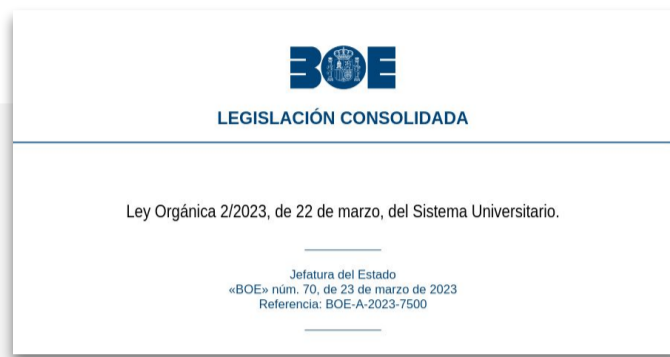 BOE
LEGISLACIÓN CONSOLIDADA
Ley Orgánica 2/2023, de 22 de marzo, del Sistema Universitario.
Jefatura del Estado
«BOE» núm. 70, de 23 de marzo de 2023
Referencia: BOE-A-2023-7500